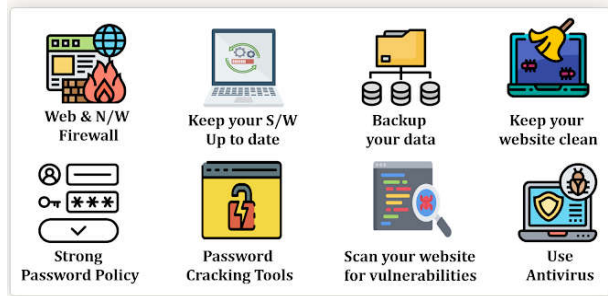 Web & N/W
Firewall
Keep your S/W
Up to date
Backup
your data
Keep your
website clean
***
Strong
Password Policy
Password
Cracking Tools
Scan your website
for vulnerabilities
Use
Antivirus